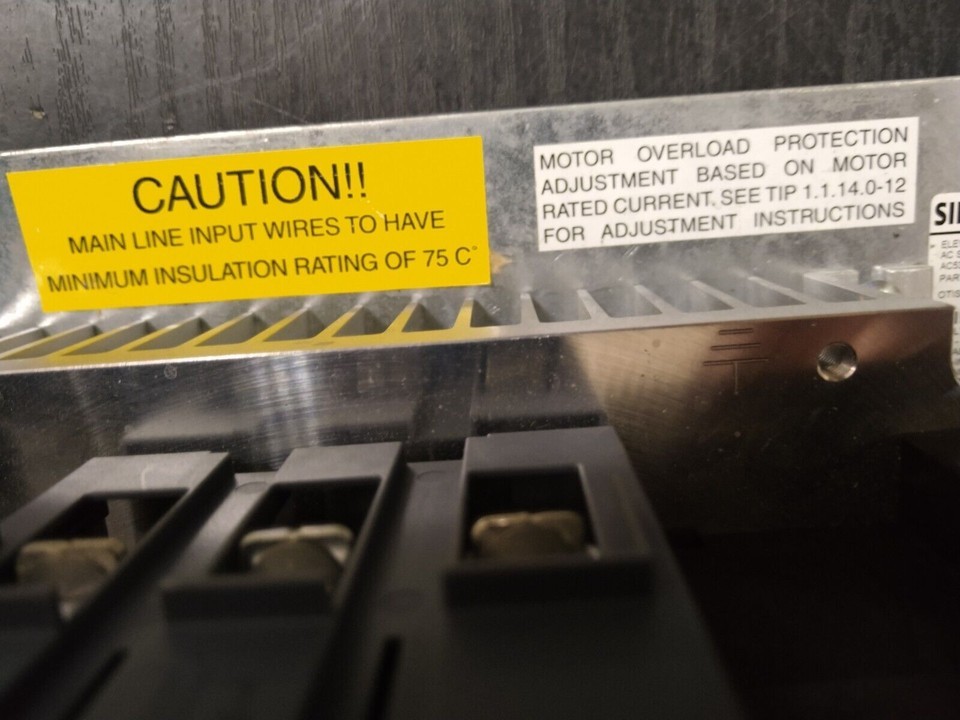 CAUTION!!
MAIN LINE INPUT WIRES TO HAVE
MINIMUM INSULATION RATING OF 75 C°
MOTOR OVERLOAD PROTECTION
ADJUSTMENT BASED ON MOTOR
RATED CURRENT. SEE TIP 1.1.14.0-12
FOR ADJUSTMENT INSTRUCTIONS